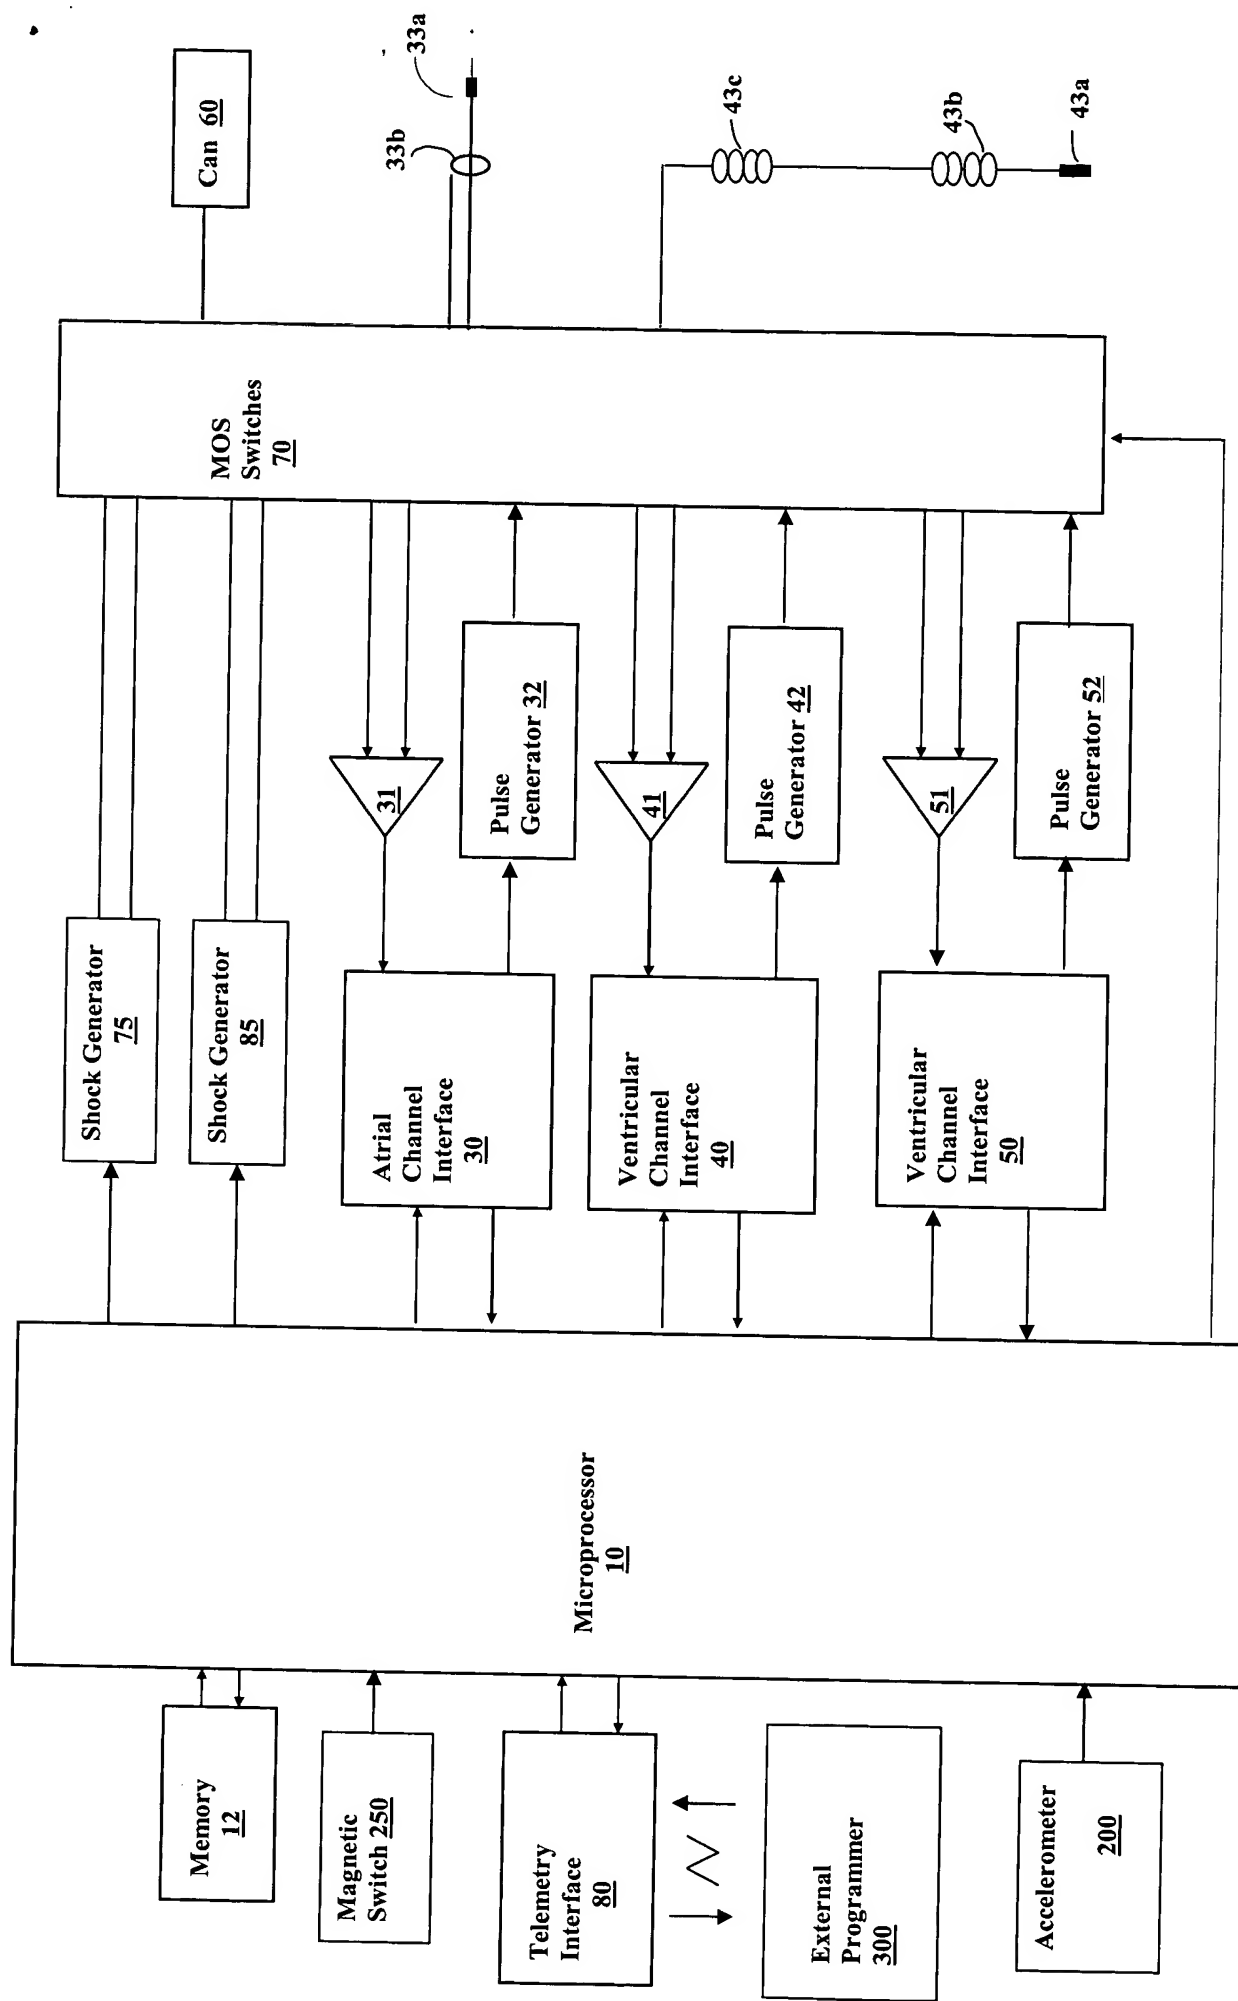 Memory
12
Magnetic
Switch 250
Telemetry
Interface
80
External
Programmer
300
Accelerometer
200
Microprocessor
10
Shock Generator
75
Shock Generator
85
Atrial
Channel
Interface
30
Ventricular
Channel
Interface
40
Ventricular
Channel
Interface
50
31
Pulse
Generator 32
41
Pulse
Generator 42
51
Pulse
Generator 52
MOS
Switches
70
Can 60
33b
33a
43c
43b
43a